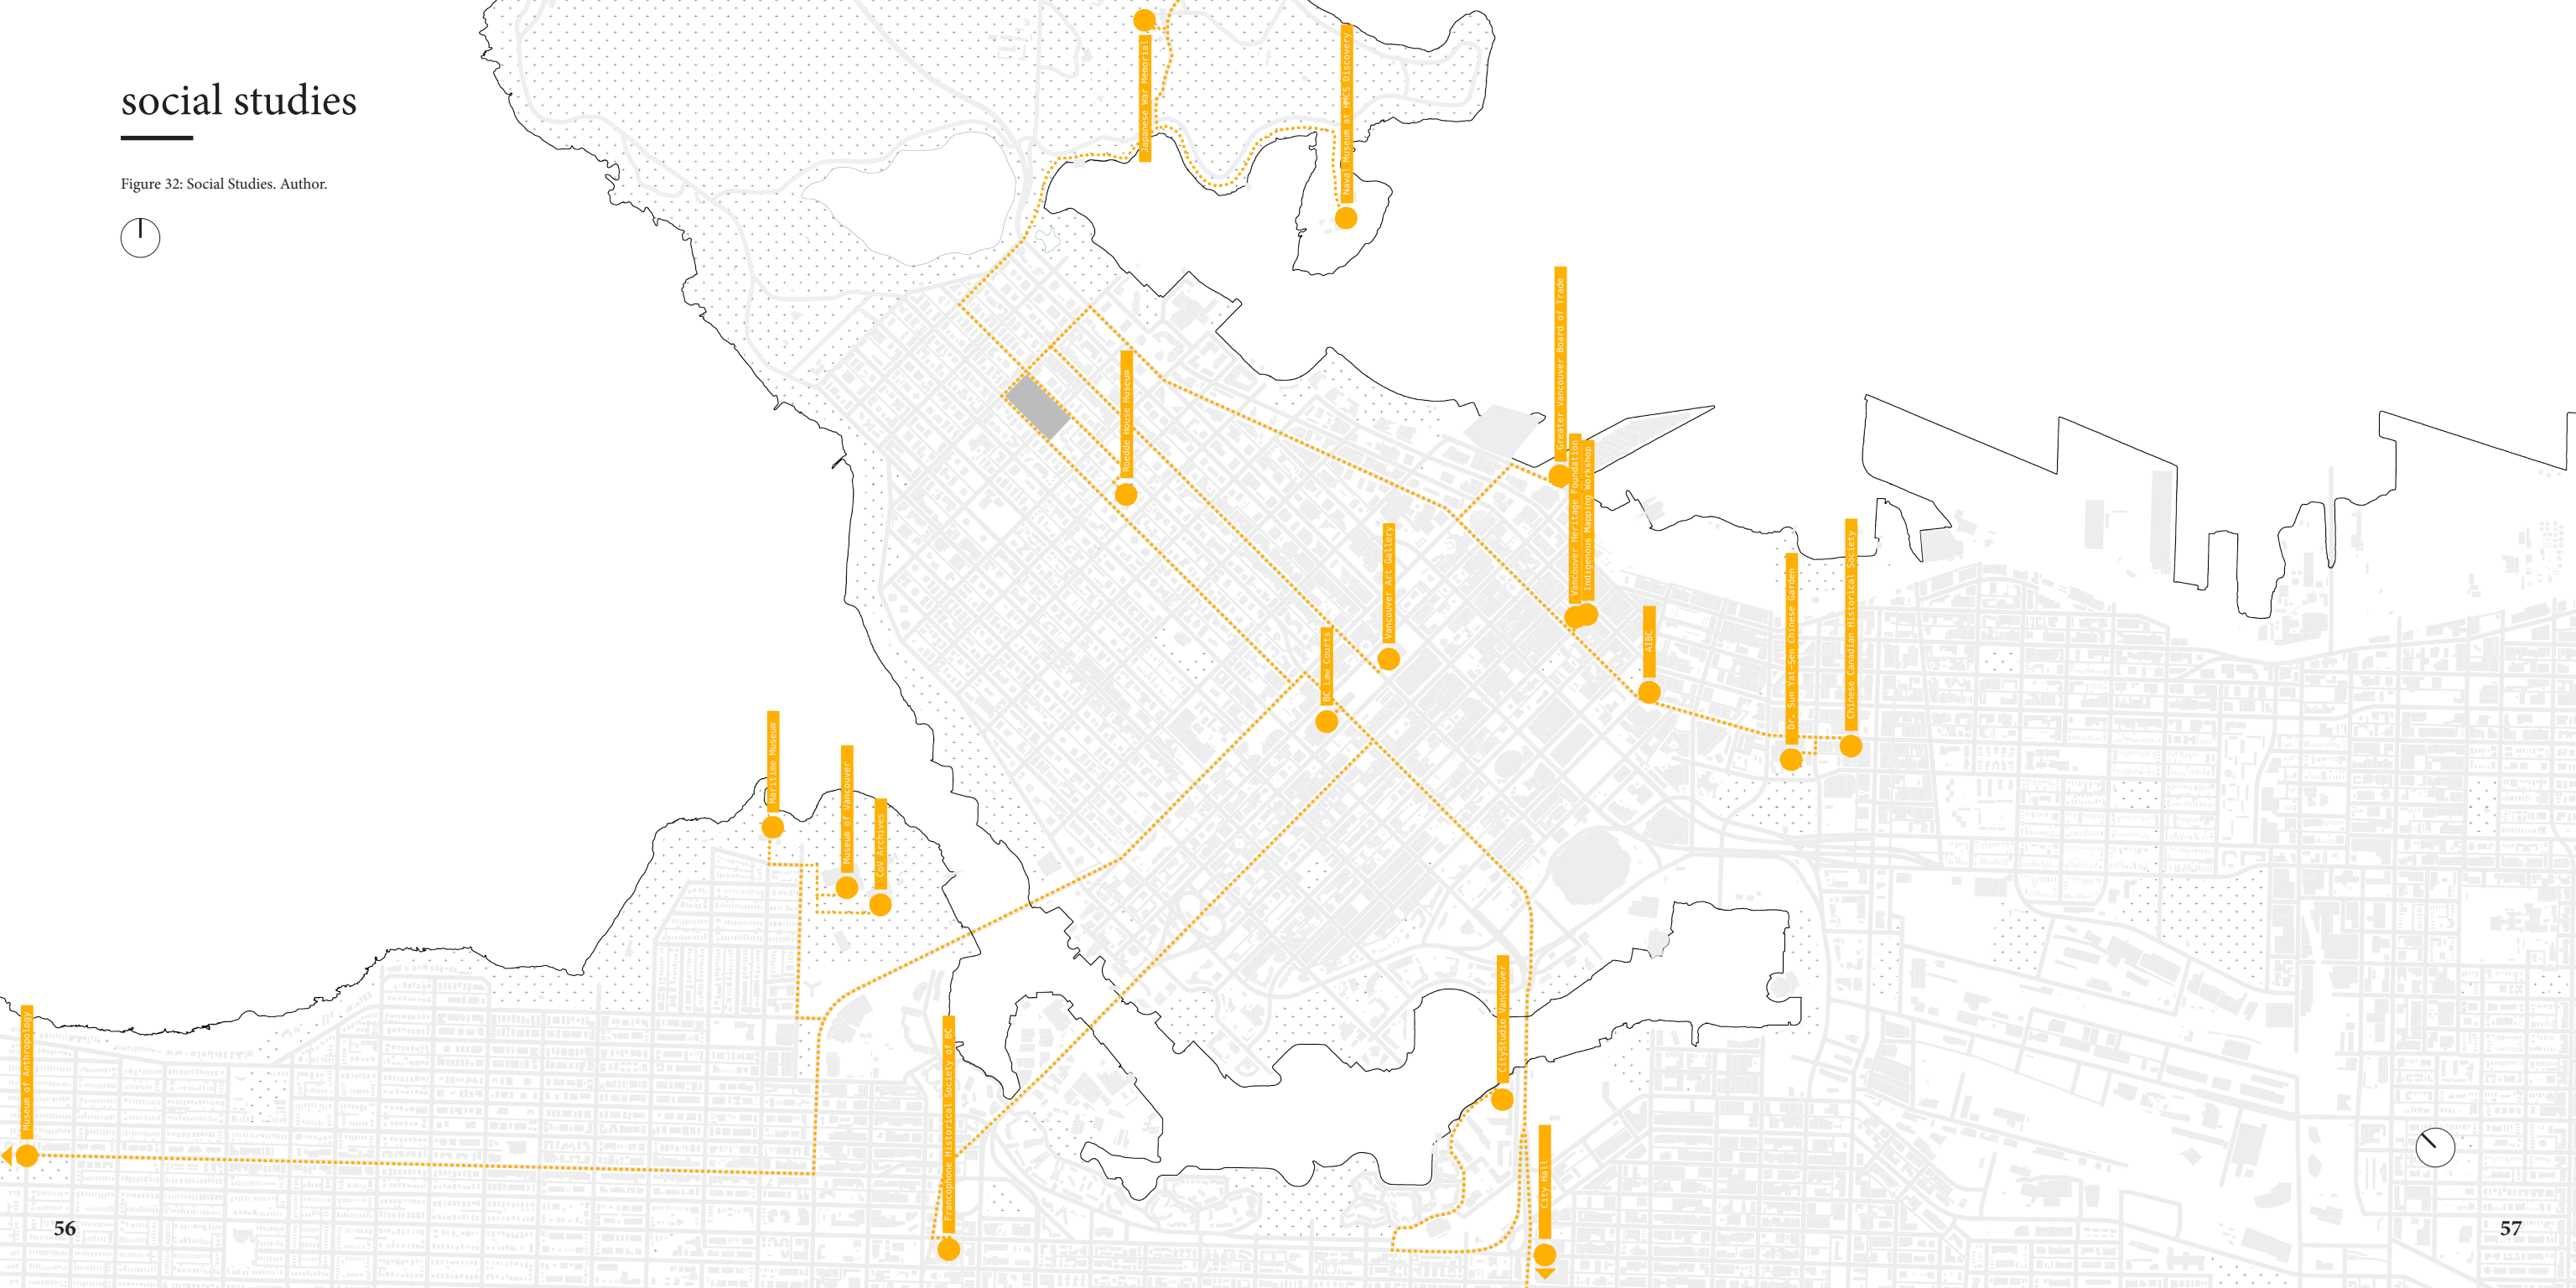 social studies
Figure 32: Social Studies. Author.
Japanese War Memorial
Naval Museum at HMCS Discovery
Greater Vancouver Board of Trade
Roedde House Museum
Vancouver Heritage Foundation
Indigenous Mapping Workshop
Vancouver Art Gallery
Chinese Canadian Historical Society
Dr. Sun Yat-Sen Chinese Garden
AIBC
BC Law Courts
Maritime Museum
Museum of Vancouver
CoV Archives
CityStudio Vancouver
Museum of Anthropology
Francophone Historical Society of BC
City Hall
56
57